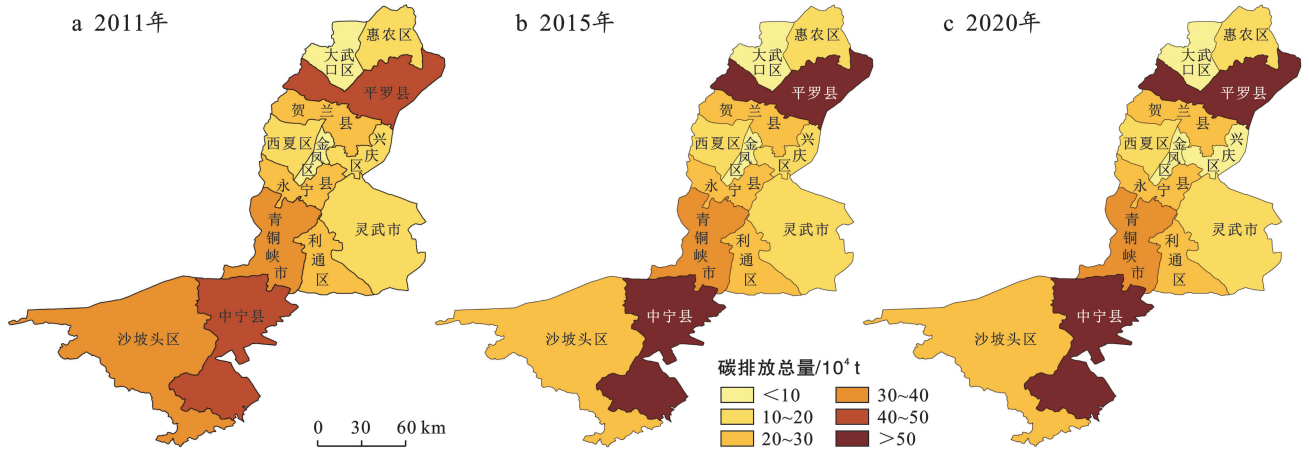 a 2011年
惠农区
大武口区
平罗县
贺兰县
西夏区
金凤区
兴庆区
永宁县
青铜峡市
利通区
灵武市
中宁县
沙坡头区
0 30 60 km
b 2015年
惠农区
大武口区
平罗县
贺兰县
西夏区
金凤区
兴庆区
永宁县
青铜峡市
利通区
灵武市
中宁县
沙坡头区
碳排放总量/10⁴ t
<10
10~20
20~30
30~40
40~50
>50
c 2020年
惠农区
大武口区
平罗县
贺兰县
西夏区
金凤区
兴庆区
永宁县
青铜峡市
利通区
灵武市
中宁县
沙坡头区